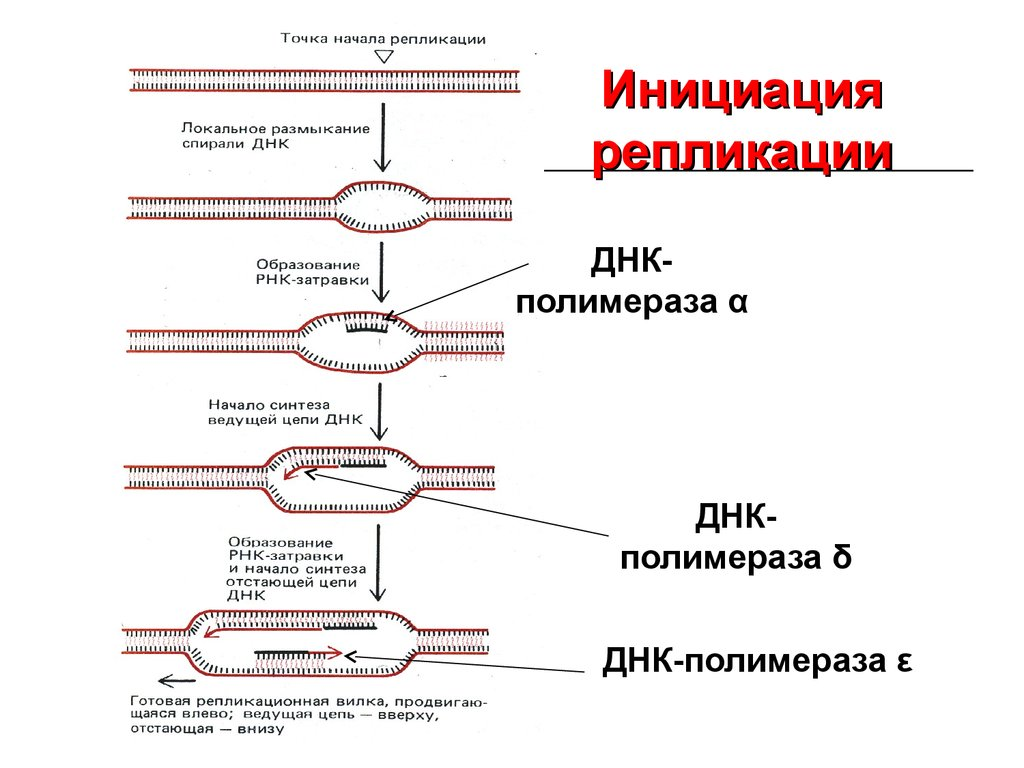 Точка начала репликации
Инициация
репликации
Локальное размыкание
спирали ДНК
ДНК-
полимераза α
Образование
РНК-затравки
Начало синтеза
ведущей цепи ДНК
ДНК-
полимераза δ
Образование
РНК-затравки
и начало синтеза
отстающей цепи
ДНК
ДНК-полимераза ε
Готовая репликационная вилка, продвигаю-
щаяся влево; ведущая цепь — вверху,
отстающая — внизу